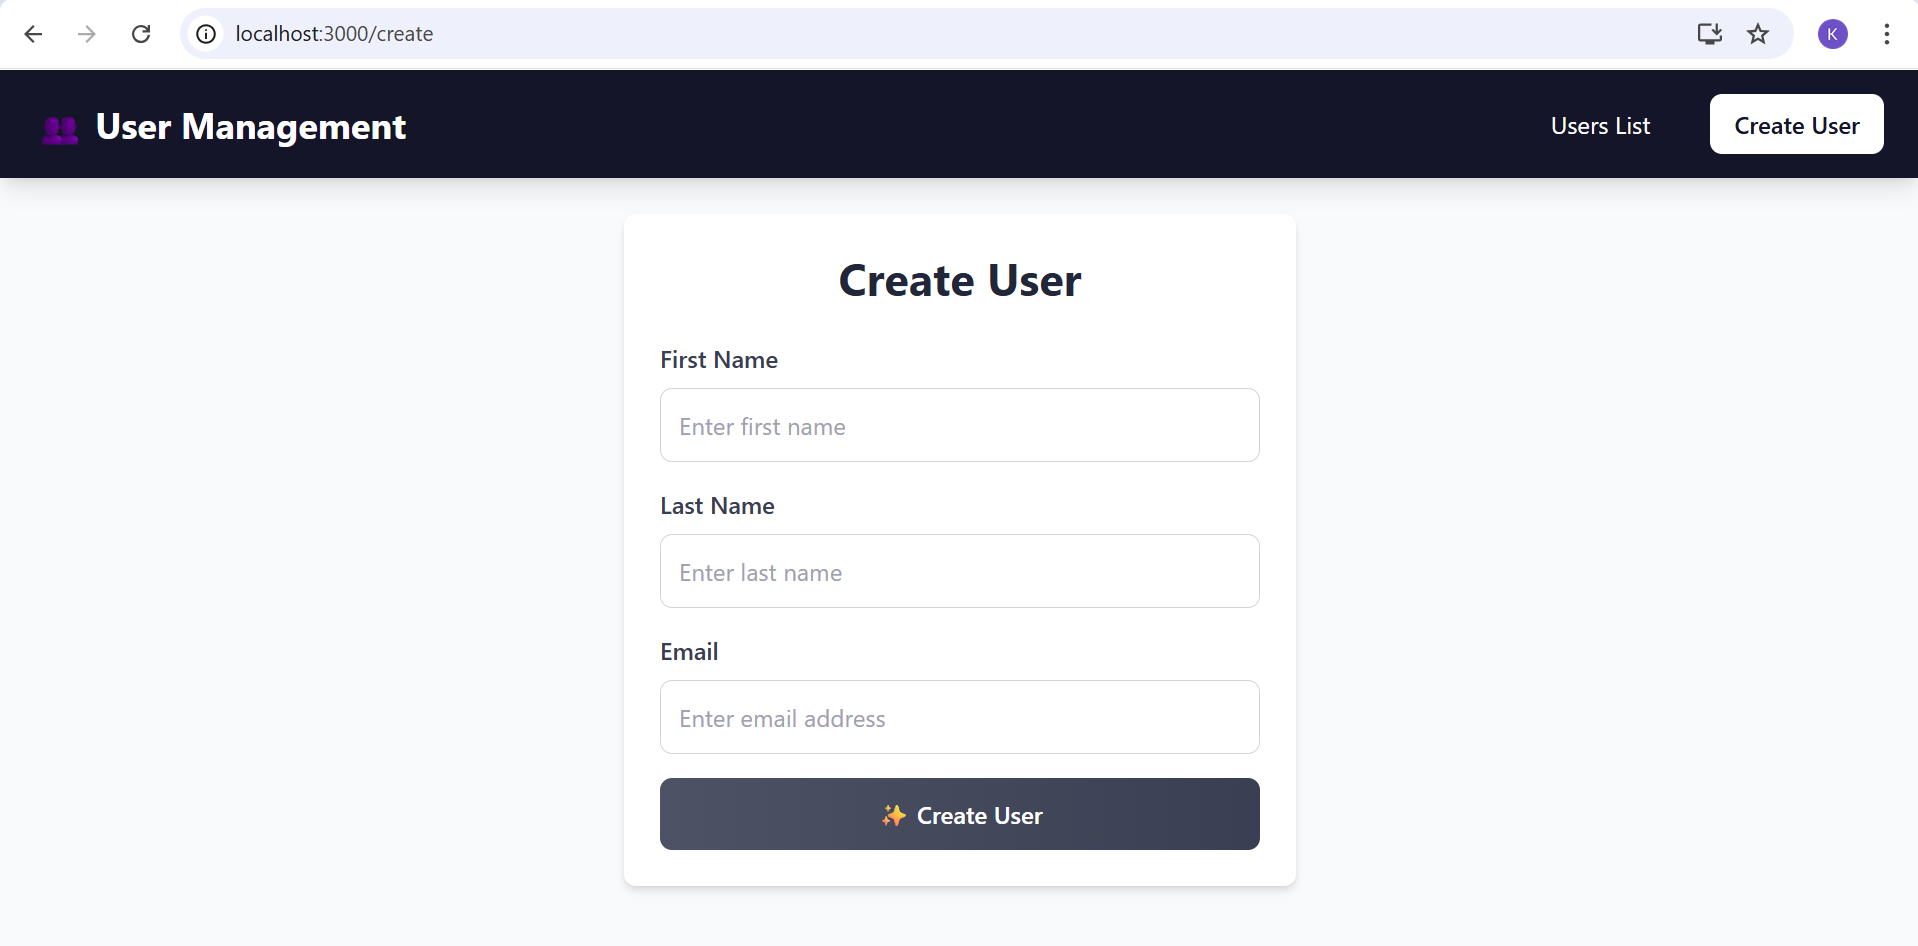 localhost:3000/create
K
👥 User Management
Users List
Create User
Create User
First Name
Enter first name
Last Name
Enter last name
Email
Enter email address
✨ Create User